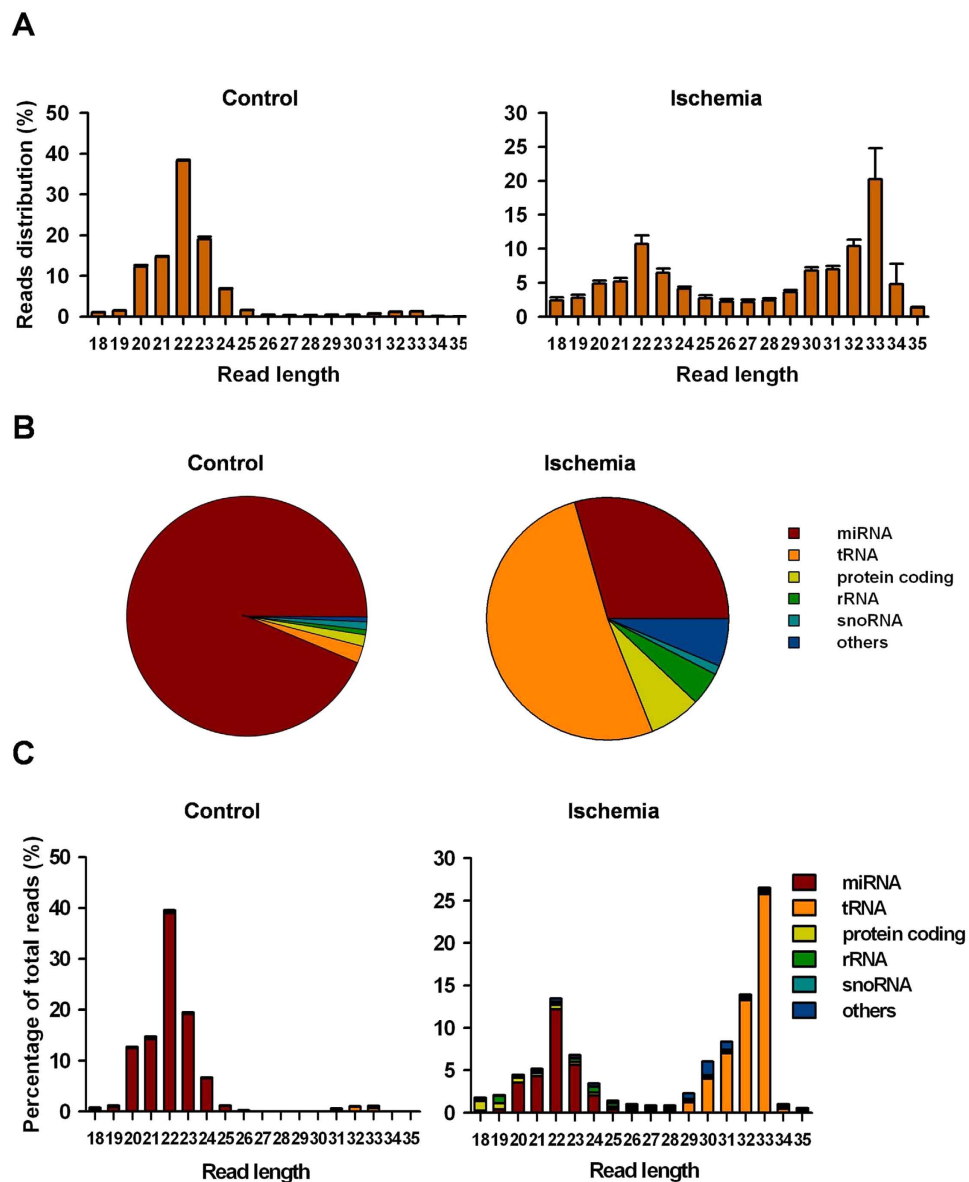 A
Control
Ischemia
Reads distribution (%)
50
40
30
20
10
0
18 19 20 21 22 23 24 25 26 27 28 29 30 31 32 33 34 35
Read length
30
25
20
15
10
5
0
18 19 20 21 22 23 24 25 26 27 28 29 30 31 32 33 34 35
Read length
B
Control
Ischemia
miRNA
tRNA
protein coding
rRNA
snoRNA
others
C
Control
Ischemia
Percentage of total reads (%)
50
40
30
20
10
0
18 19 20 21 22 23 24 25 26 27 28 29 30 31 32 33 34 35
Read length
30
25
20
15
10
5
0
18 19 20 21 22 23 24 25 26 27 28 29 30 31 32 33 34 35
Read length
miRNA
tRNA
protein coding
rRNA
snoRNA
others